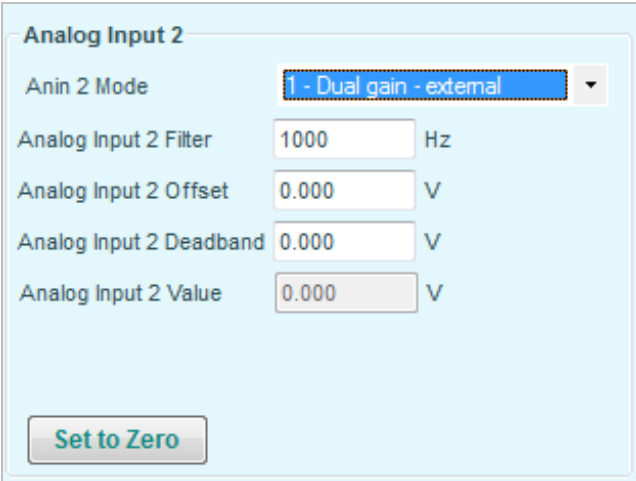 Analog Input 2
Anin 2 Mode 1 - Dual gain - external
Analog Input 2 Filter 1000 Hz
Analog Input 2 Offset 0.000 V
Analog Input 2 Deadband 0.000 V
Analog Input 2 Value 0.000 V
Set to Zero